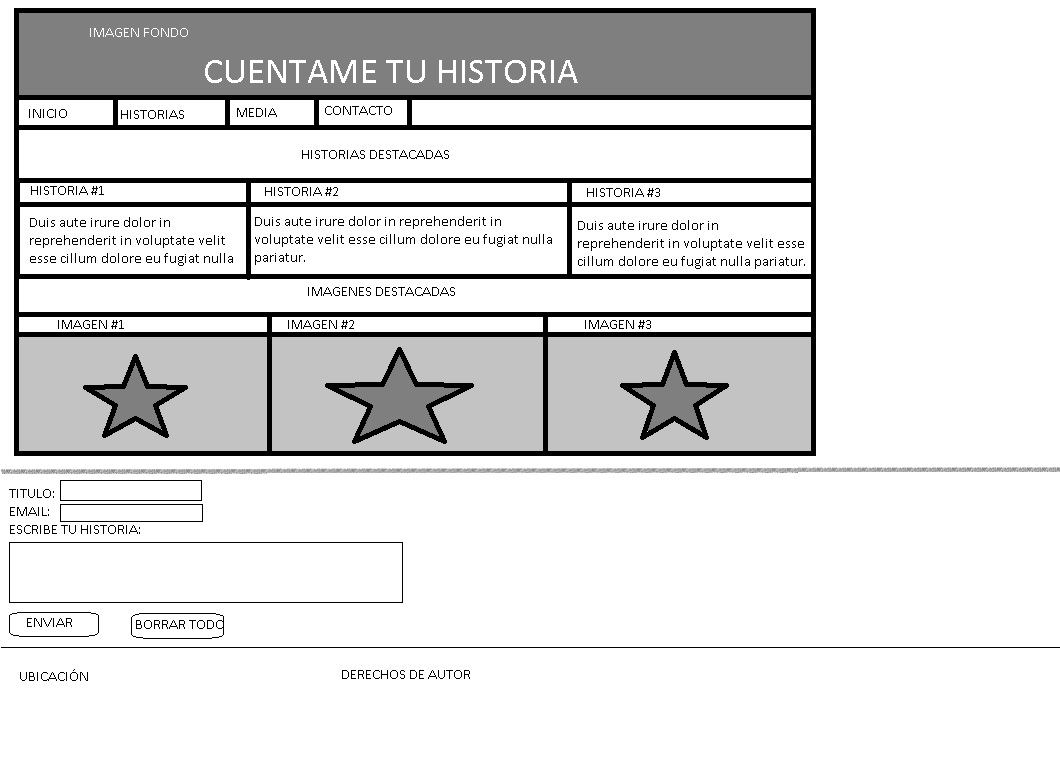 IMAGEN FONDO
CUENTAME TU HISTORIA
INICIO
HISTORIAS
MEDIA
CONTACTO
HISTORIAS DESTACADAS
HISTORIA #1
HISTORIA #2
HISTORIA #3
Duis aute irure dolor in
reprehenderit in voluptate velit
esse cillum dolore eu fugiat nulla
Duis aute irure dolor in reprehenderit in
voluptate velit esse cillum dolore eu fugiat nulla
pariatur.
Duis aute irure dolor in
reprehenderit in voluptate velit esse
cillum dolore eu fugiat nulla pariatur.
IMAGENES DESTACADAS
IMAGEN #1
IMAGEN #2
IMAGEN #3
TITULO:
EMAIL:
ESCRIBE TU HISTORIA:
ENVIAR
BORRAR TODO
UBICACIÓN
DERECHOS DE AUTOR